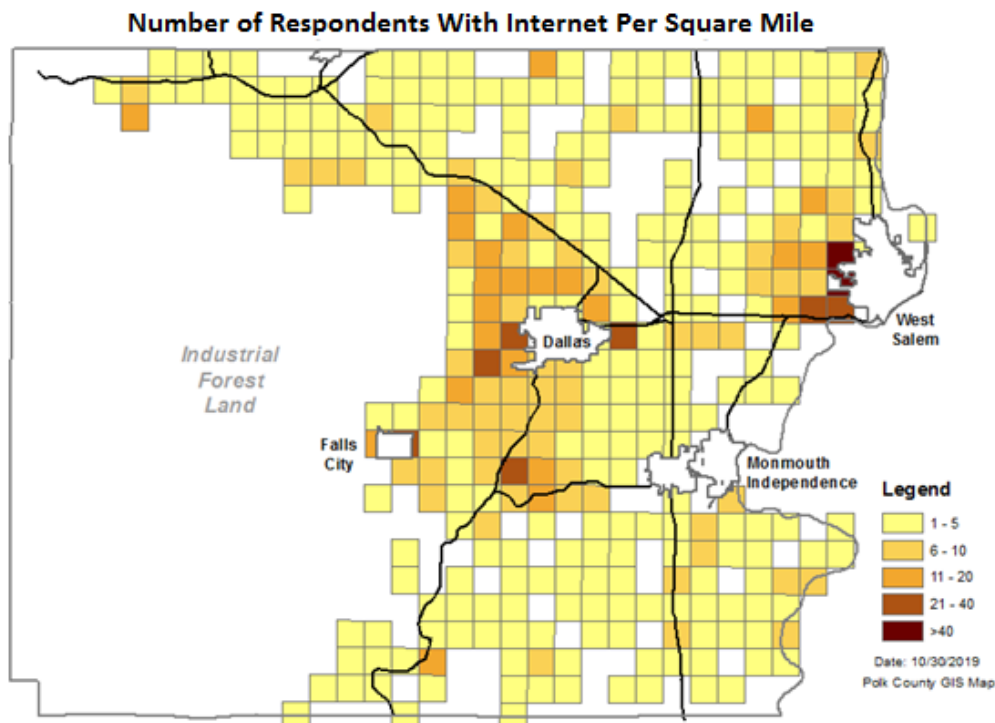 Number of Respondents With Internet Per Square Mile
Industrial
Forest
Land
Dallas
West
Salem
Falls
City
Monmouth
Independence
Legend
1 - 5
6 - 10
11 - 20
21 - 40
>40
Date: 10/30/2019
Polk County GIS Map